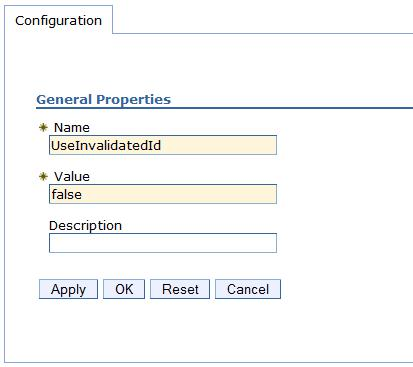 Configuration
General Properties
Name
UseInvalidatedId
Value
false
Description
Apply OK Reset Cancel